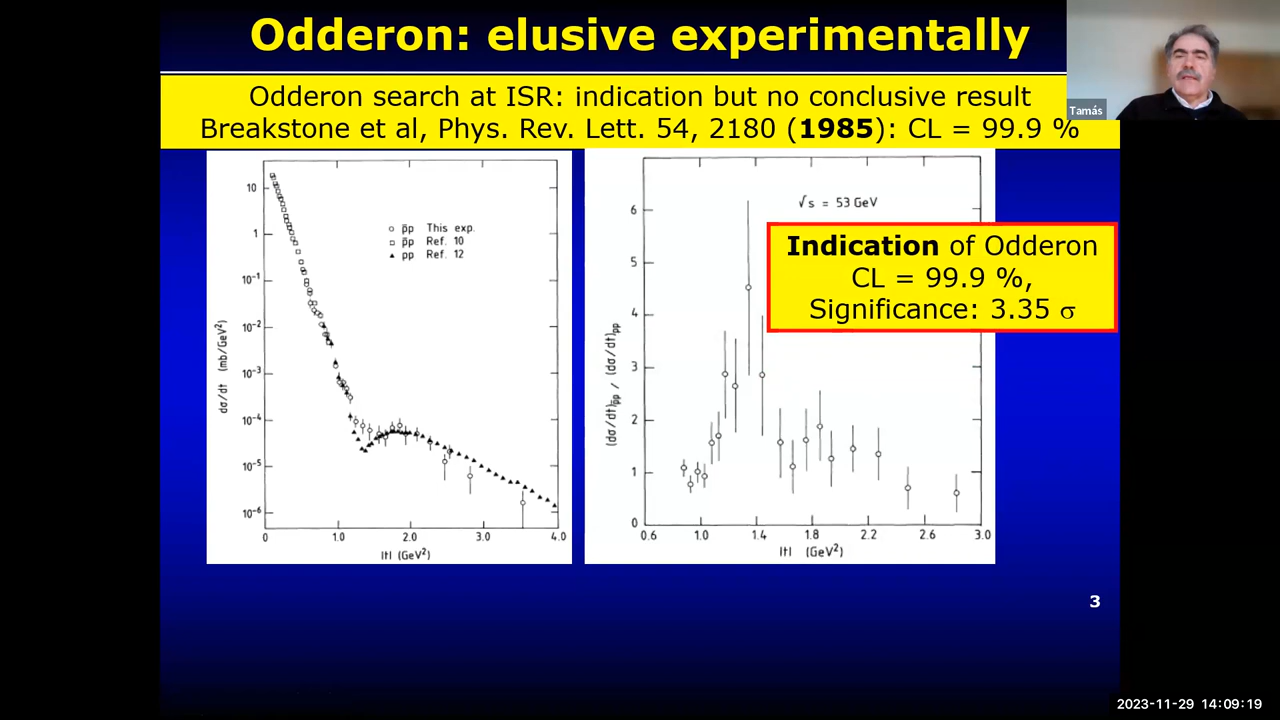 Odderon: elusive experimentally
Tamás
Odderon search at ISR: indication but no conclusive result
Breakstone et al, Phys. Rev. Lett. 54, 2180 (1985): CL = 99.9 %
10
1
10⁻¹
10⁻²
10⁻³
10⁻⁴
10⁻⁵
10⁻⁶
0
1.0
2.0
3.0
4.0
dσ/dt (mb/GeV²)
|t| (GeV²)
p̄p This exp.
p̄p Ref. 10
pp Ref. 12
√s = 53 GeV
6
5
4
3
2
1
0
0.6
1.0
1.4
1.8
2.2
2.6
3.0
(dσ/dt)p̄p / (dσ/dt)pp
|t| (GeV²)
Indication of Odderon
CL = 99.9 %,
Significance: 3.35 σ
3
2023-11-29 14:09:19